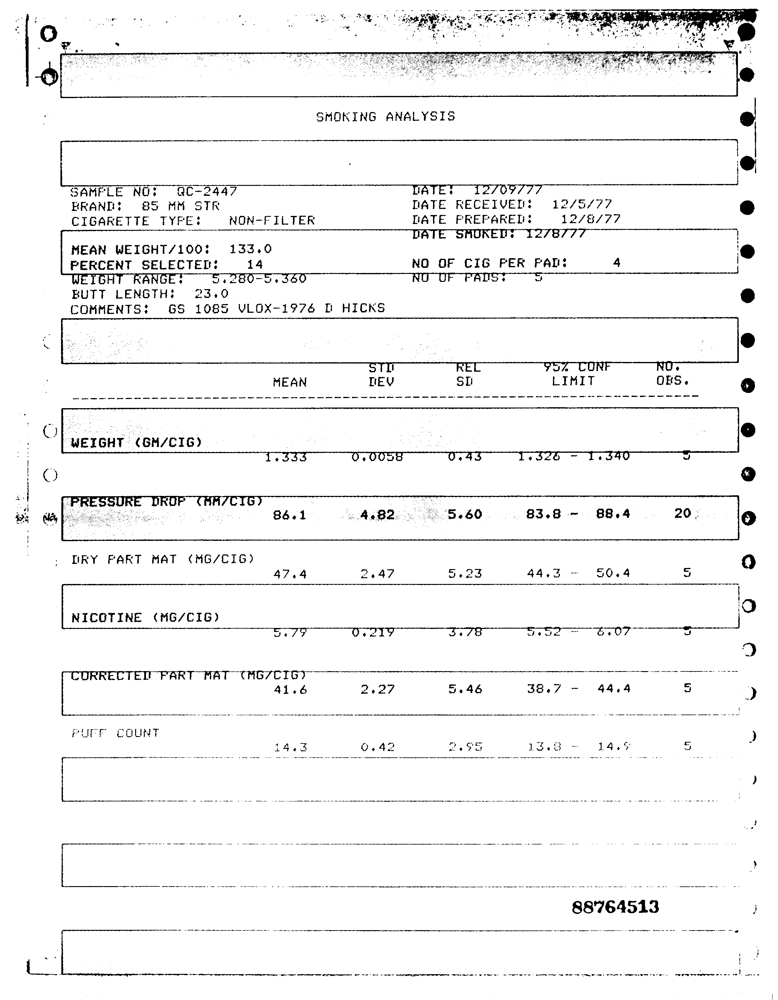 SMOKING ANALYSIS
SAMPLE NO: QC-2447 DATE: 12/09/77
BRAND: 85 MM STR DATE RECEIVED: 12/5/77
CIGARETTE TYPE: NON-FILTER DATE PREPARED: 12/8/77
DATE SMOKED: 12/8/77
MEAN WEIGHT/100: 133.0
PERCENT SELECTED: 14 NO OF CIG PER PAD: 4
WEIGHT RANGE: 5.280-5.360 NO OF PADS: 5
BUTT LENGTH: 23.0
COMMENTS: GS 1085 VLOX-1976 D HICKS
STD REL 95% CONF NO.
MEAN DEV SD LIMIT OBS.
WEIGHT (GM/CIG)
1.333 0.0058 0.43 1.326 - 1.340 5
PRESSURE DROP (MM/CIG)
86.1 4.82 5.60 83.8 - 88.4 20
DRY PART MAT (MG/CIG)
47.4 2.47 5.23 44.3 - 50.4 5
NICOTINE (MG/CIG)
5.79 0.219 3.78 5.52 - 6.07 5
CORRECTED PART MAT (MG/CIG)
41.6 2.27 5.46 38.7 - 44.4 5
PUFF COUNT
14.3 0.42 2.95 13.8 - 14.9 5
88764513